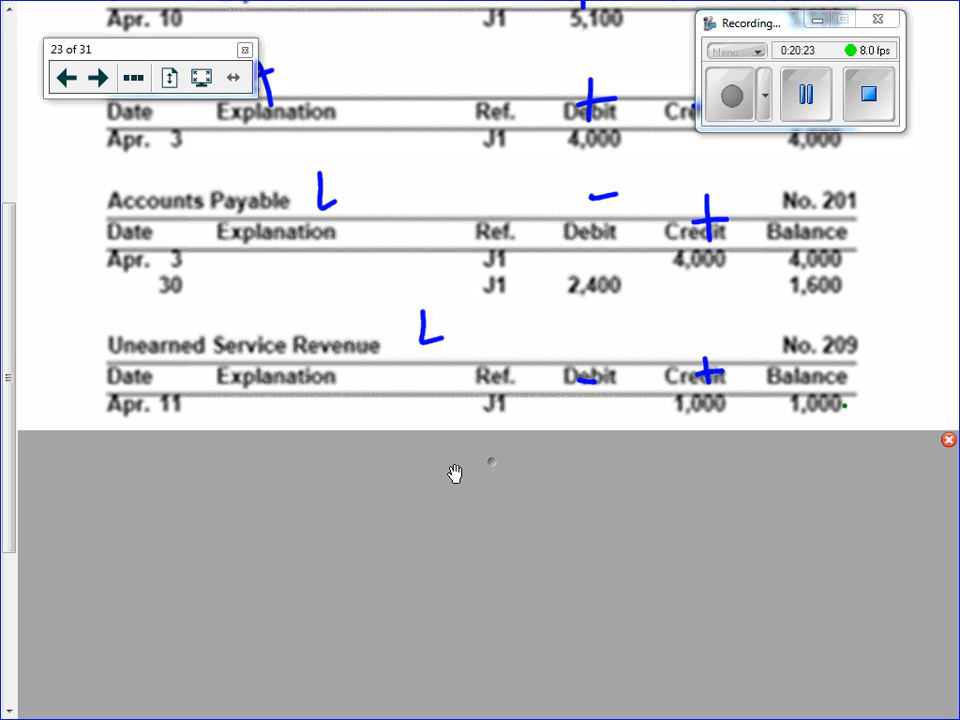 Apr. 10 J1 5,100
Recording...
23 of 31
Menu 0:20:23 8.0 fps
Date Explanation Ref. Debit
Apr. 3 J1 4,000 4,000
Accounts Payable L − No. 201
+
Date Explanation Ref. Debit Credit Balance
Apr. 3 J1 4,000 4,000
30 J1 2,400 1,600
L
Unearned Service Revenue No. 209
Date Explanation Ref. Debit Credit Balance
Apr. 11 J1 1,000 1,000